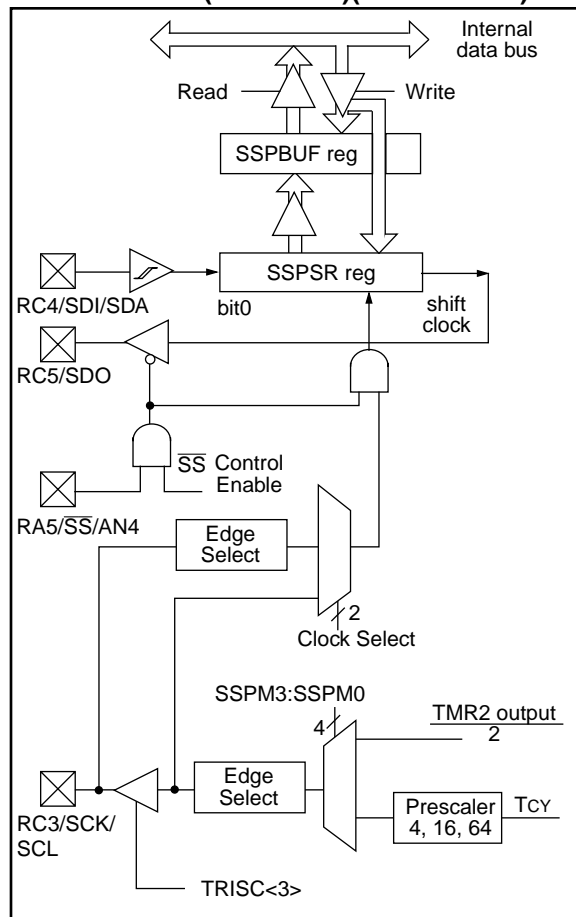 Internal
data bus
Read
Write
SSPBUF reg
SSPSR reg
RC4/SDI/SDA
bit0
shift
clock
RC5/SDO
SS Control
Enable
RA5/SS/AN4
Edge
Select
2
Clock Select
SSPM3:SSPM0
4
TMR2 output
2
Edge
Select
Prescaler
4, 16, 64
TCY
RC3/SCK/
SCL
TRISC<3>